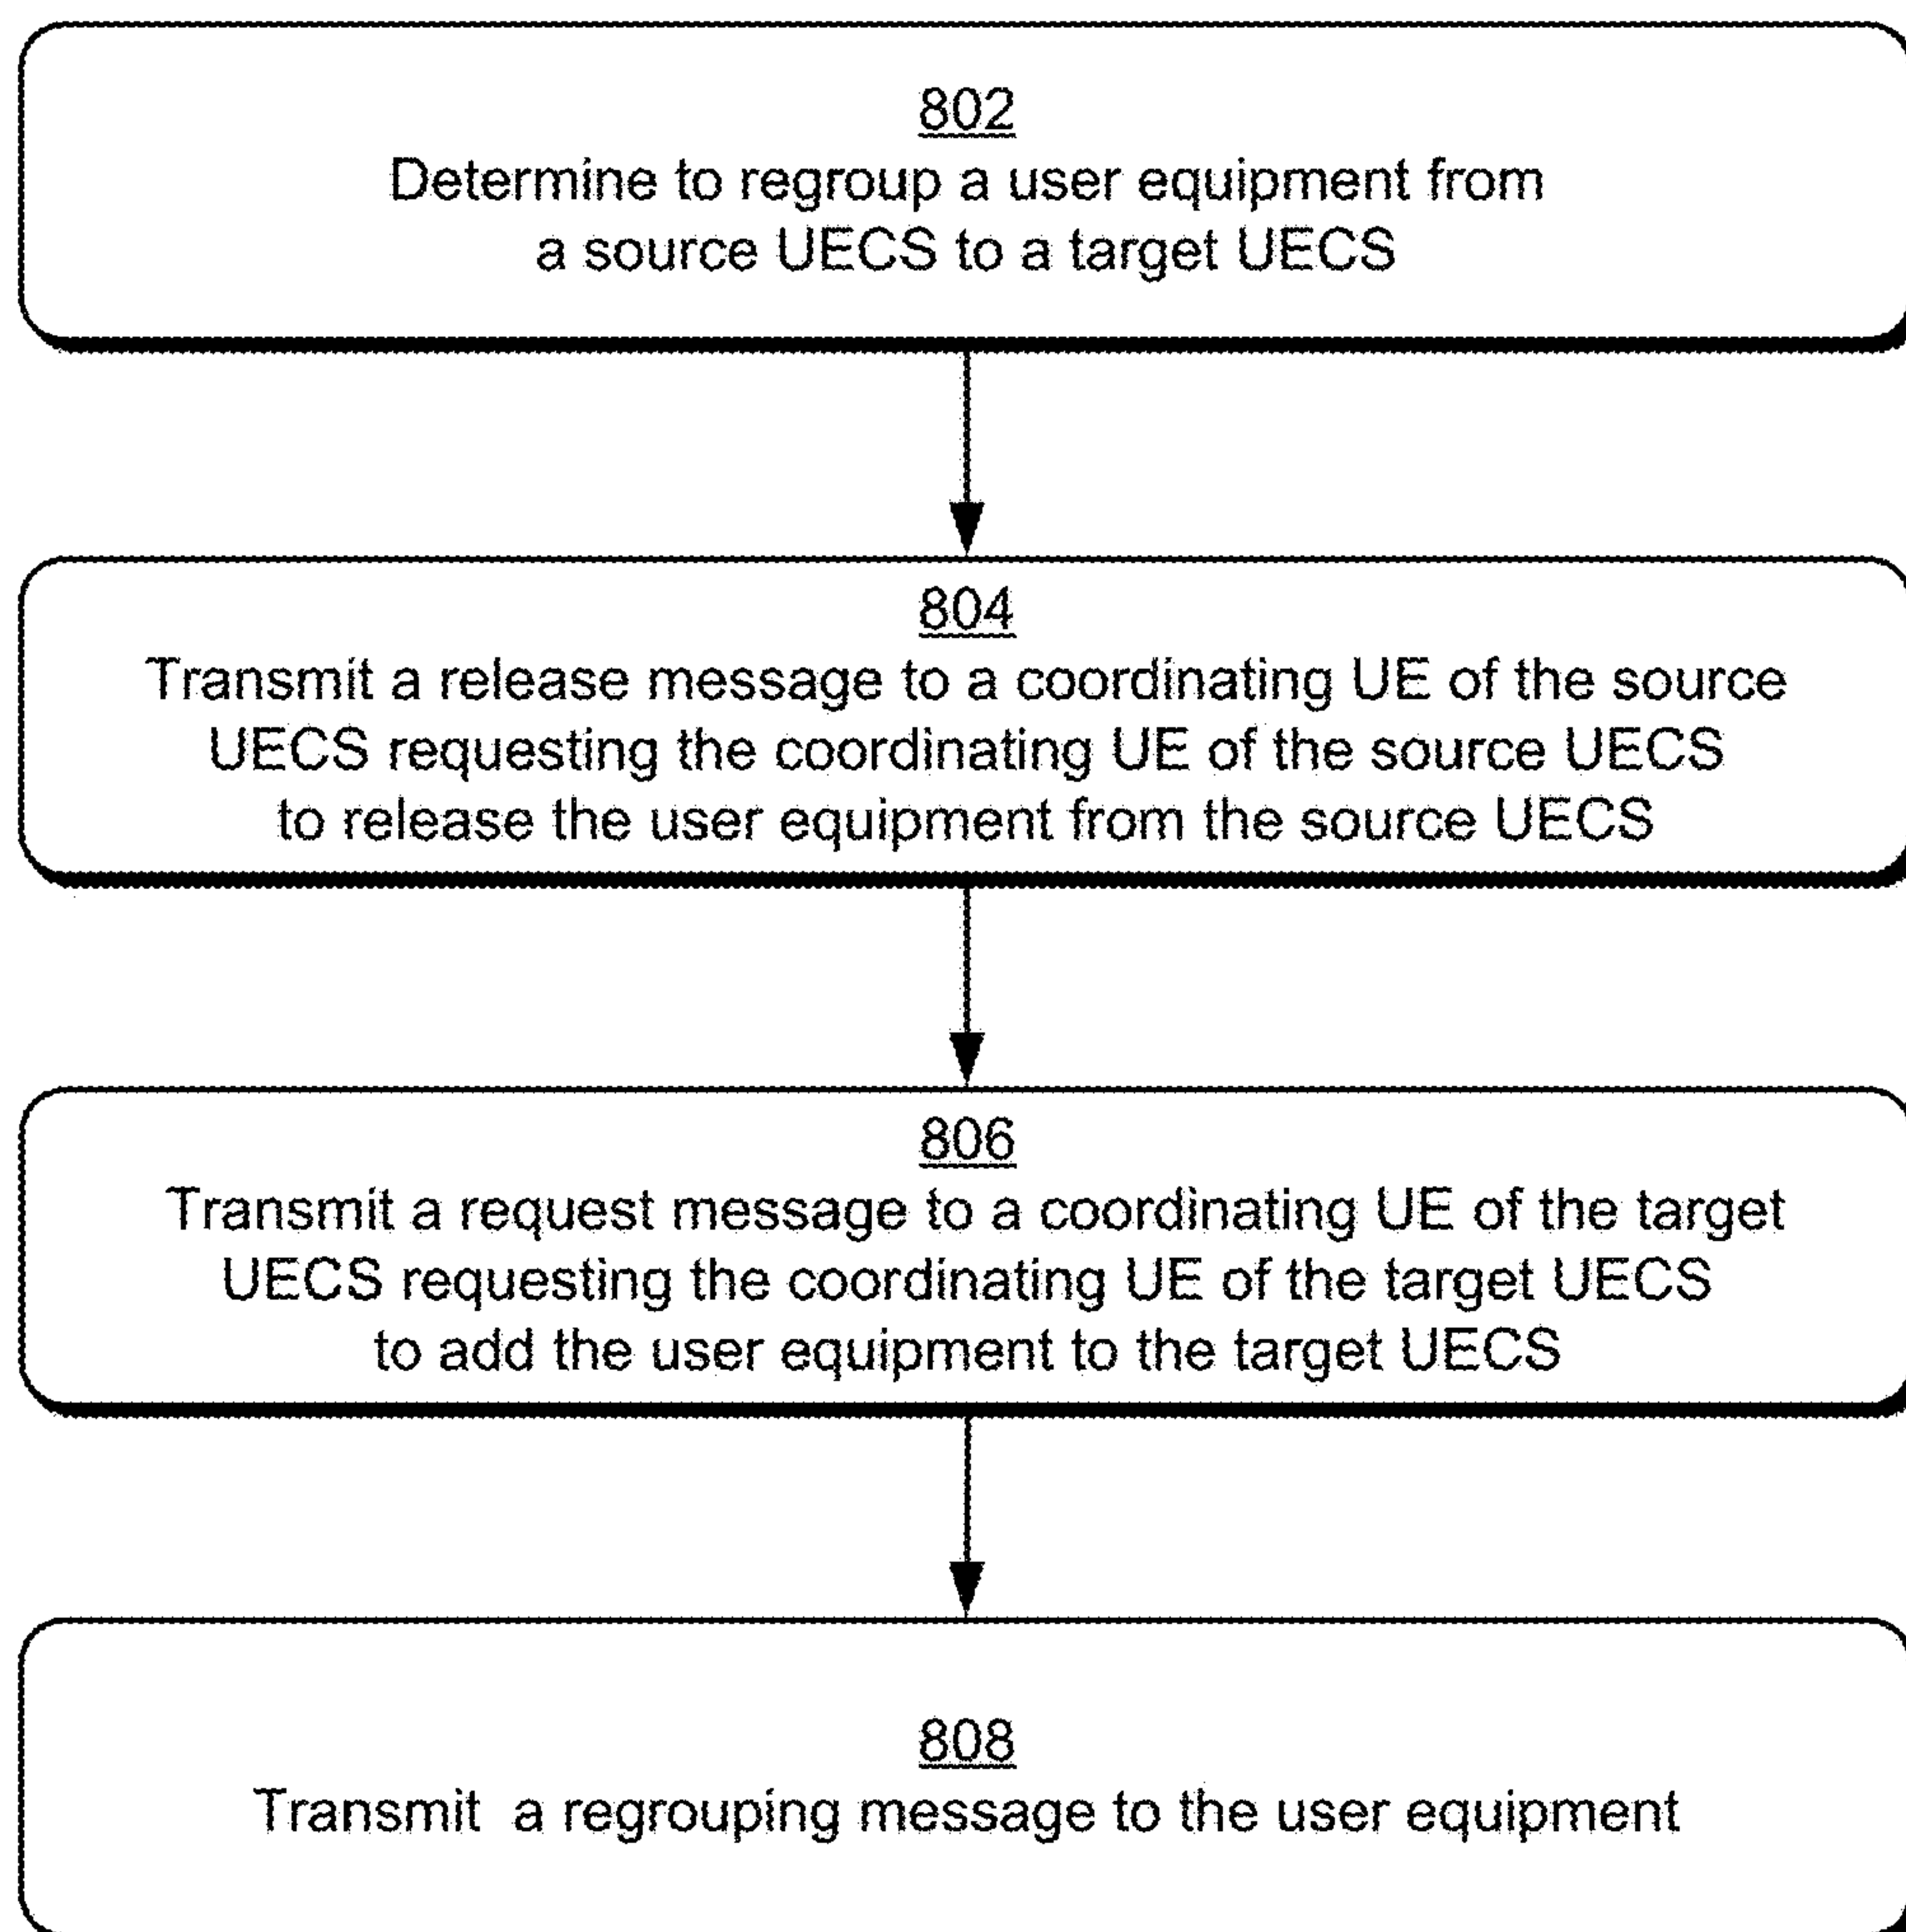 802
Determine to regroup a user equipment from
a source UECS to a target UECS
804
Transmit a release message to a coordinating UE of the source
UECS requesting the coordinating UE of the source UECS
to release the user equipment from the source UECS
806
Transmit a request message to a coordinating UE of the target
UECS requesting the coordinating UE of the target UECS
to add the user equipment to the target UECS
808
Transmit a regrouping message to the user equipment